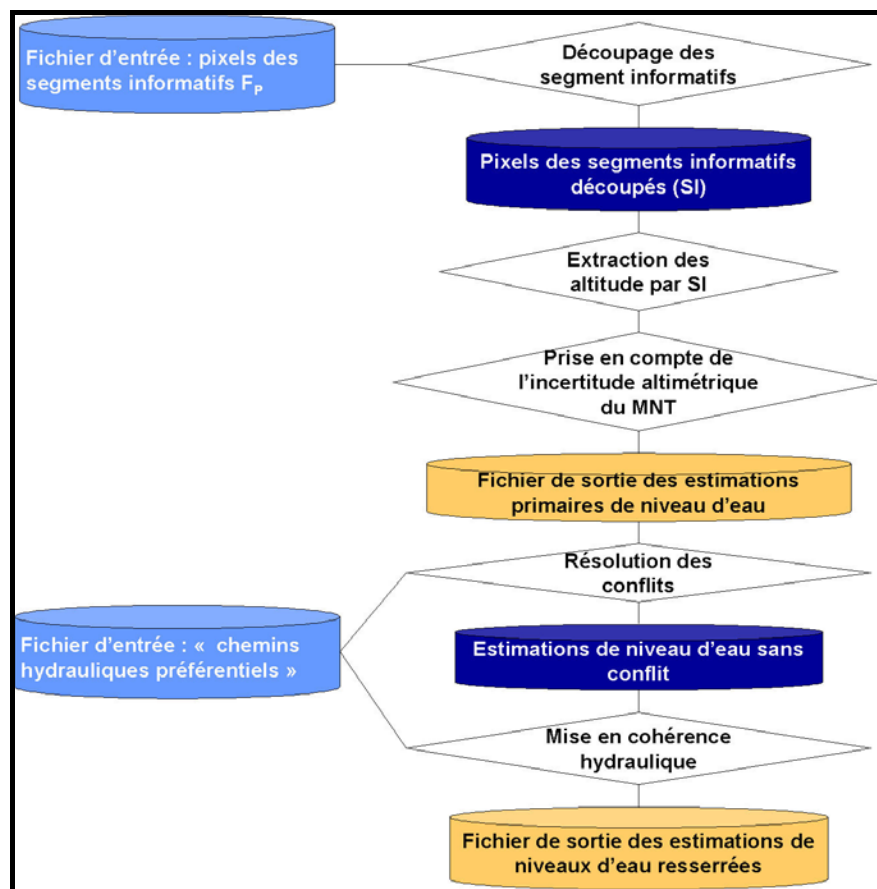 Fichier d'entrée : pixels des
segments informatifs FP
Découpage des
segment informatifs
Pixels des segments informatifs
découpés (SI)
Extraction des
altitude par SI
Prise en compte de
l'incertitude altimétrique
du MNT
Fichier de sortie des estimations
primaires de niveau d'eau
Résolution des
conflits
Fichier d'entrée : « chemins
hydrauliques préférentiels »
Estimations de niveau d'eau sans
conflit
Mise en cohérence
hydraulique
Fichier de sortie des estimations de
niveaux d'eau resserrées